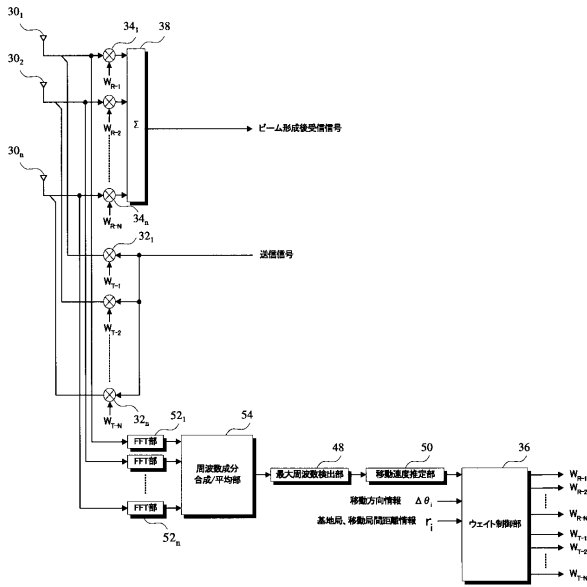 30₁
34₁
38
30₂
W_R-1
Σ
W_R-2
ビーム形成後受信信号
30ₙ
34ₙ
W_R-N
32₁
送信信号
W_T-1
W_T-2
32ₙ
W_T-N
52₁
54
FFT部
FFT部
FFT部
52ₙ
周波数成分
合成/平均部
48
最大周波数検出部
50
移動速度推定部
36
移動方向情報 Δθᵢ
基地局、移動局間距離情報 rᵢ
ウェイト制御部
W_R-1
W_R-2
W_R-N
W_T-1
W_T-2
W_T-N